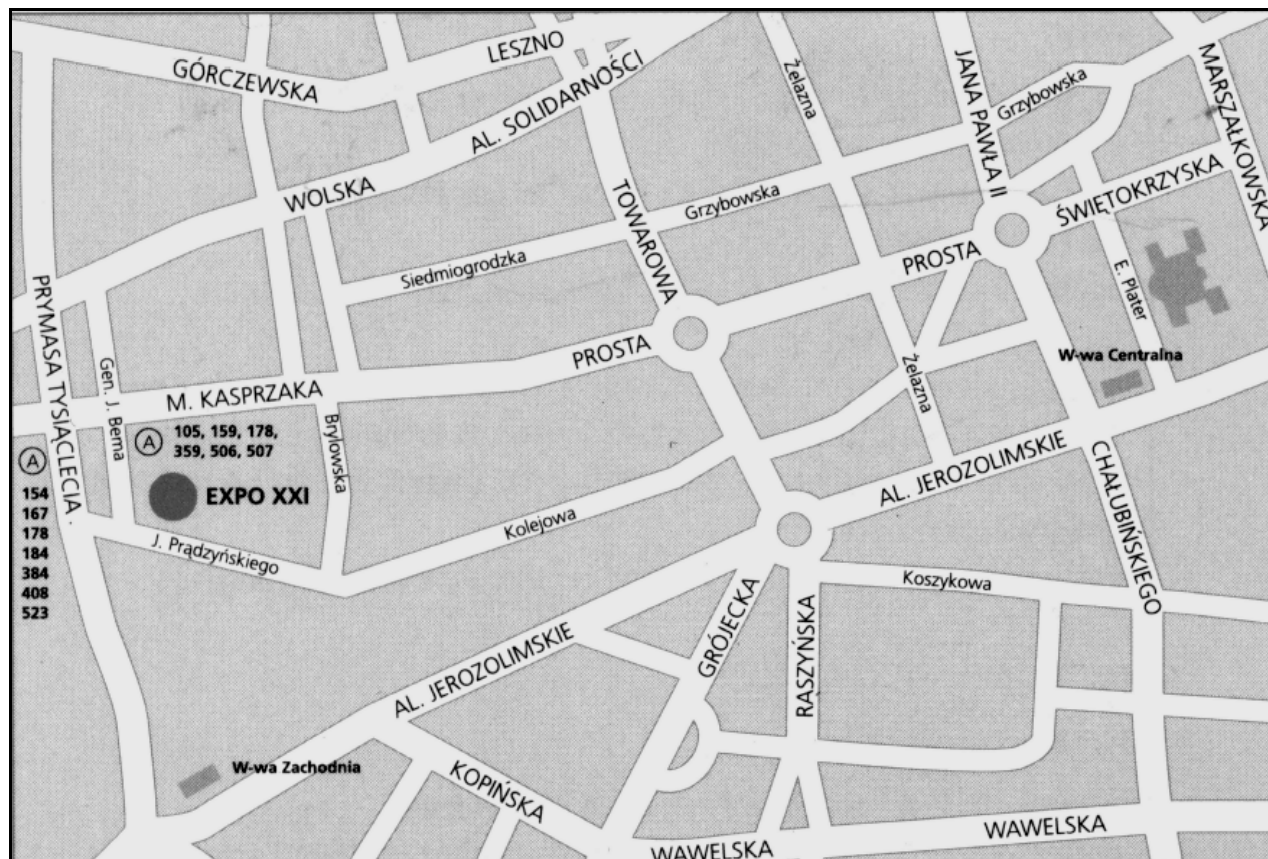 GÓRCZEWSKA
LESZNO
AL. SOLIDARNOŚCI
Żelazna
JANA PAWŁA II
Grzybowska
MARSZAŁKOWSKA
WOLSKA
TOWAROWA
Grzybowska
ŚWIĘTOKRZYSKA
Siedmiogrodzka
PROSTA
E. Plater
PRYMASA TYSIĄCLECIA
Gen. J. Bema
PROSTA
Żelazna
W-wa Centralna
M. KASPRZAKA
Brylowska
A
105, 159, 178,
359, 506, 507
A
154
167
178
184
384
408
523
EXPO XXI
AL. JEROZOLIMSKIE
CHAŁUBIŃSKIEGO
Kolejowa
J. Prądzyńskiego
Koszykowa
GRÓJECKA
RASZYŃSKA
AL. JEROZOLIMSKIE
W-wa Zachodnia
KOPIŃSKA
WAWELSKA
WAWELSKA